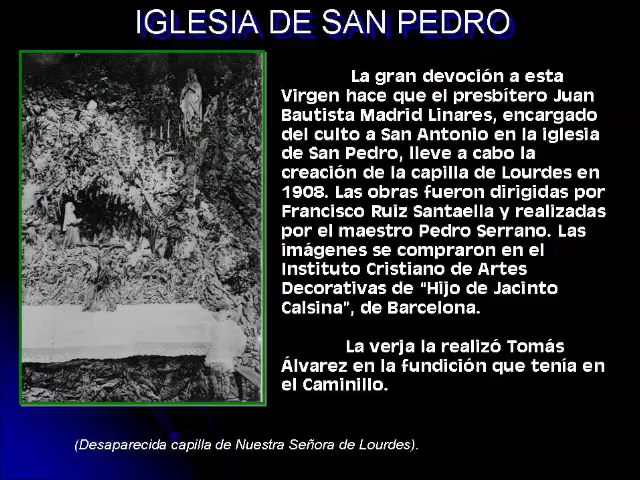 IGLESIA DE SAN PEDRO
La gran devoción a esta
Virgen hace que el presbítero Juan
Bautista Madrid Linares, encargado
del culto a San Antonio en la iglesia
de San Pedro, lleve a cabo la
creación de la capilla de Lourdes en
1908. Las obras fueron dirigidas por
Francisco Ruiz Santaella y realizadas
por el maestro Pedro Serrano. Las
imágenes se compraron en el
Instituto Cristiano de Artes
Decorativas de “Hijo de Jacinto
Calsina”, de Barcelona.
La verja la realizó Tomás
Álvarez en la fundición que tenía en
el Caminillo.
(Desaparecida capilla de Nuestra Señora de Lourdes).